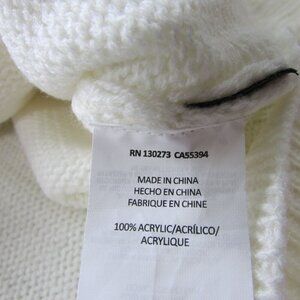 RN 130273 CA55394
MADE IN CHINA
HECHO EN CHINA
FABRIQUE EN CHINE
100% ACRYLIC/ACRÍLICO/
ACRYLIQUE